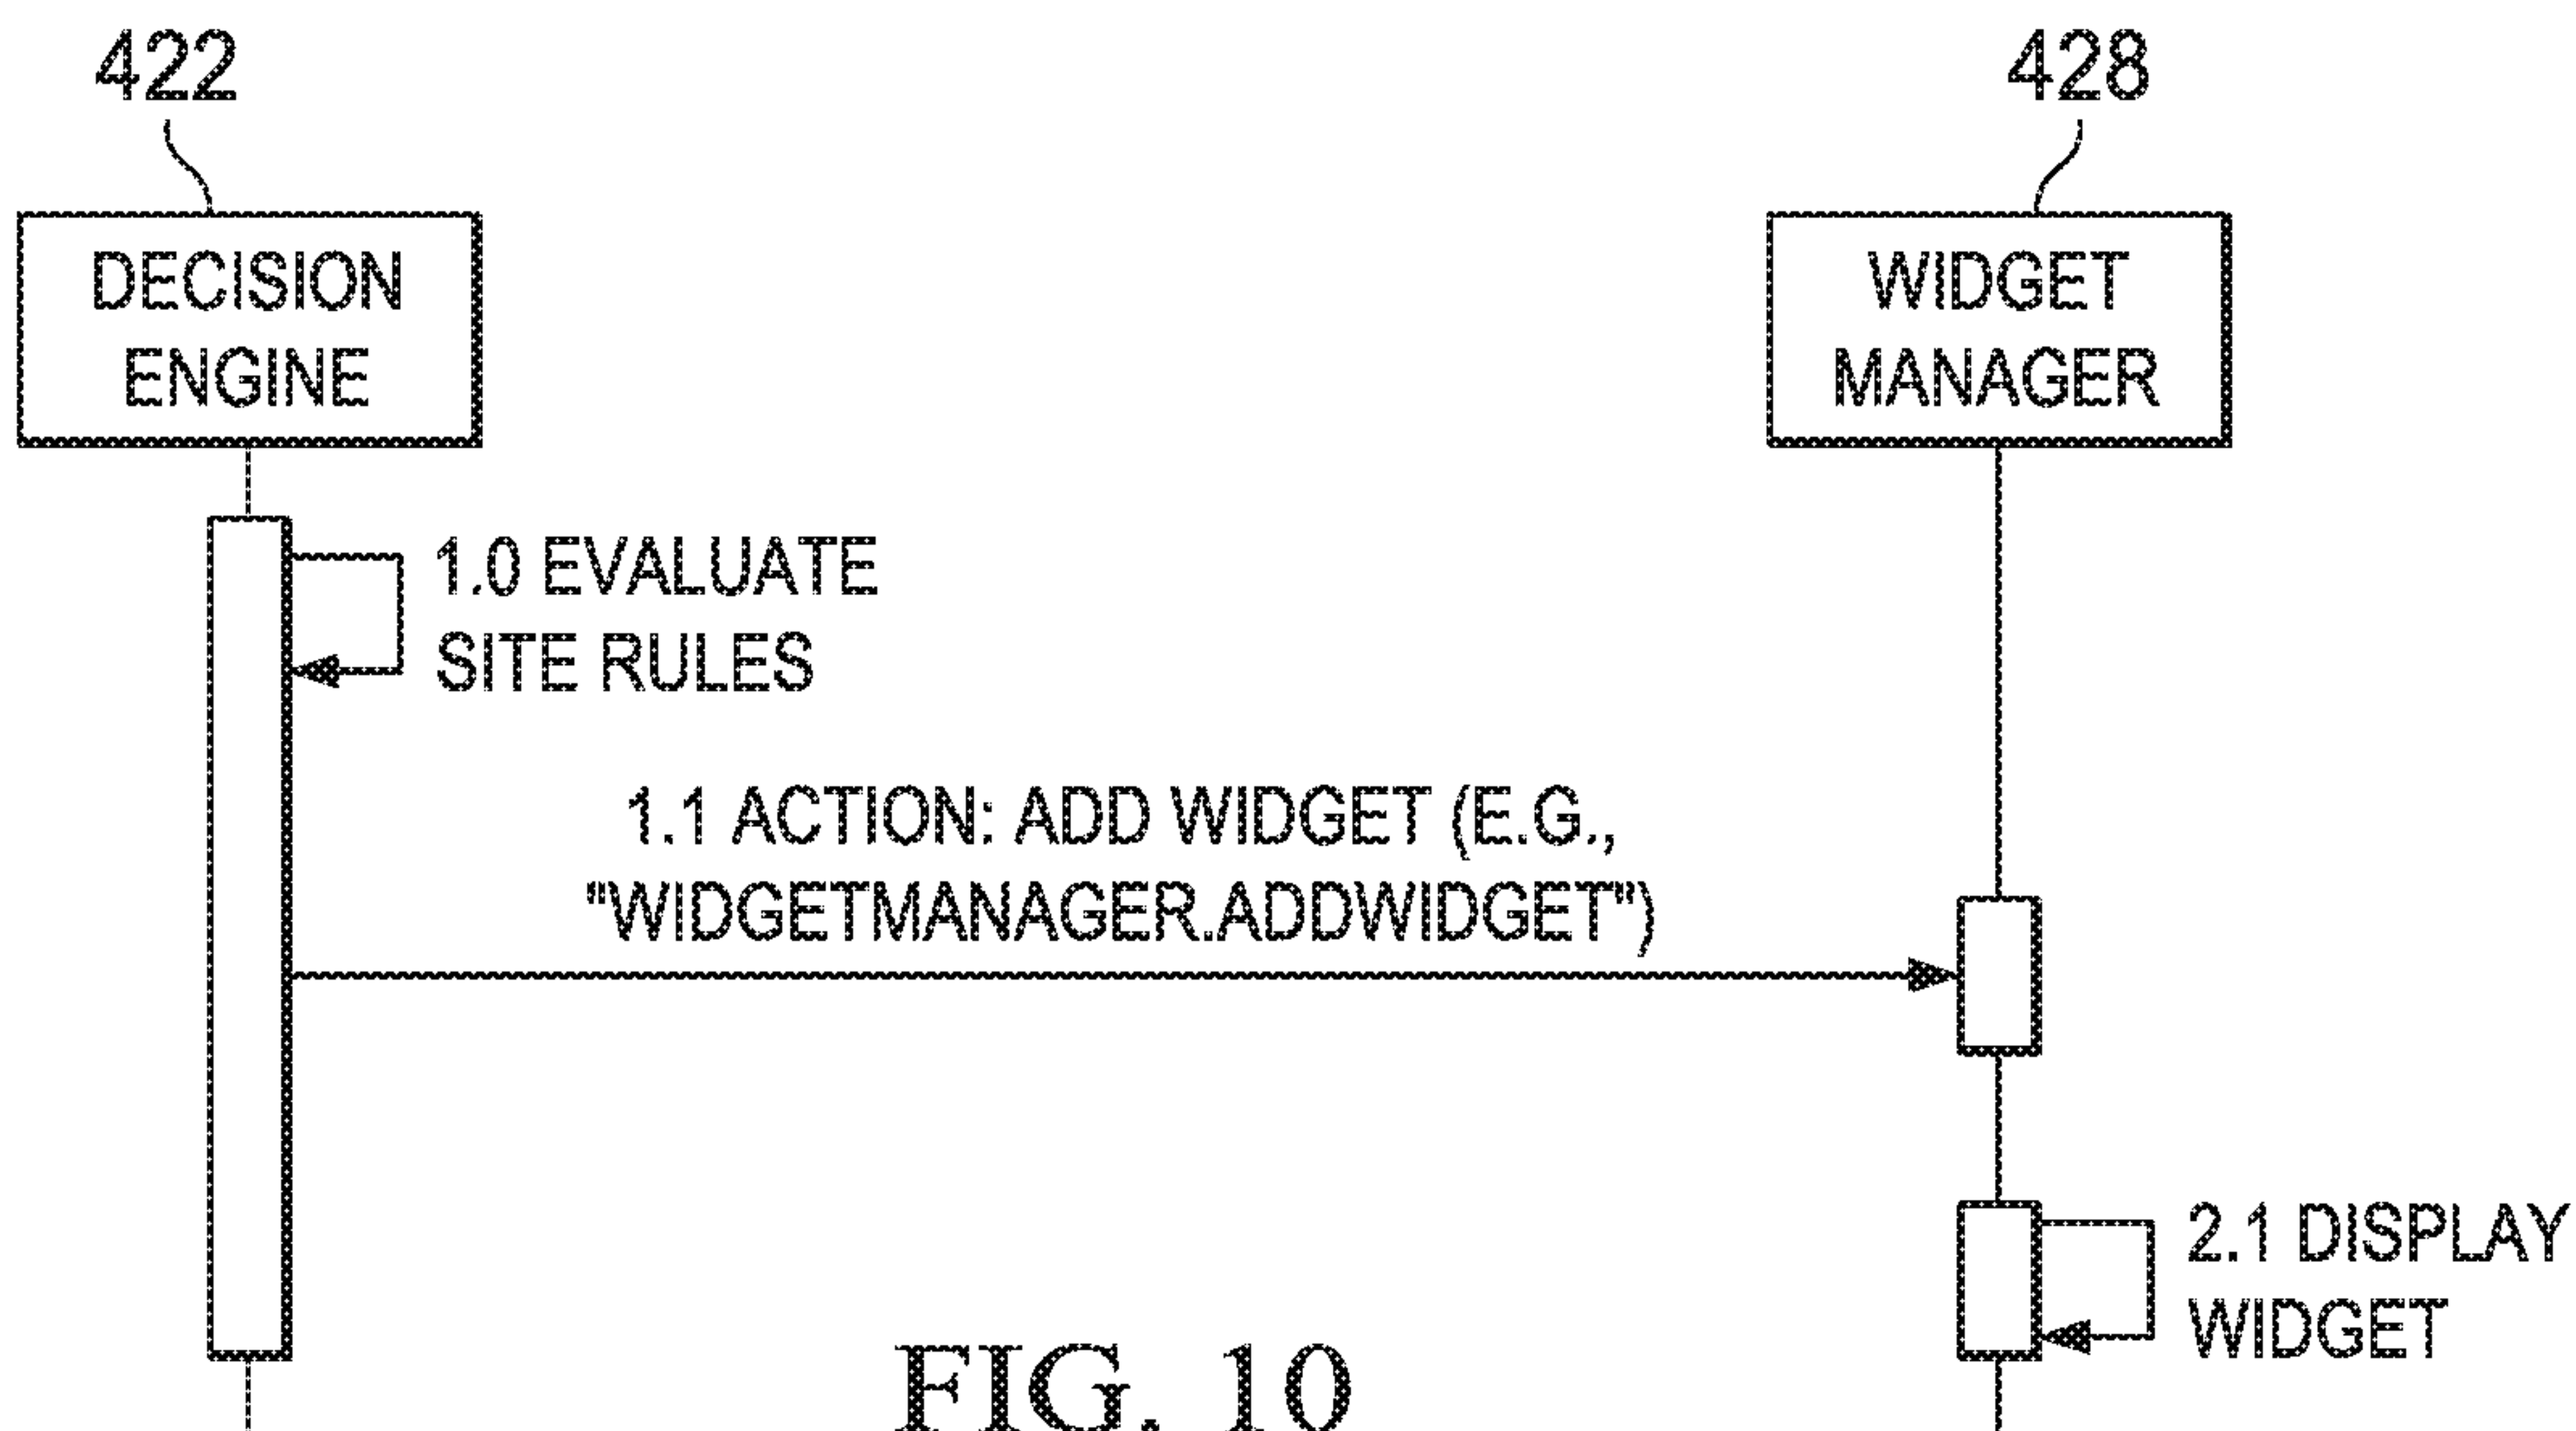 422
428
DECISION
ENGINE
WIDGET
MANAGER
1.0 EVALUATE
SITE RULES
1.1 ACTION: ADD WIDGET (E.G.,
"WIDGETMANAGER.ADDWIDGET")
2.1 DISPLAY
WIDGET
FIG. 10